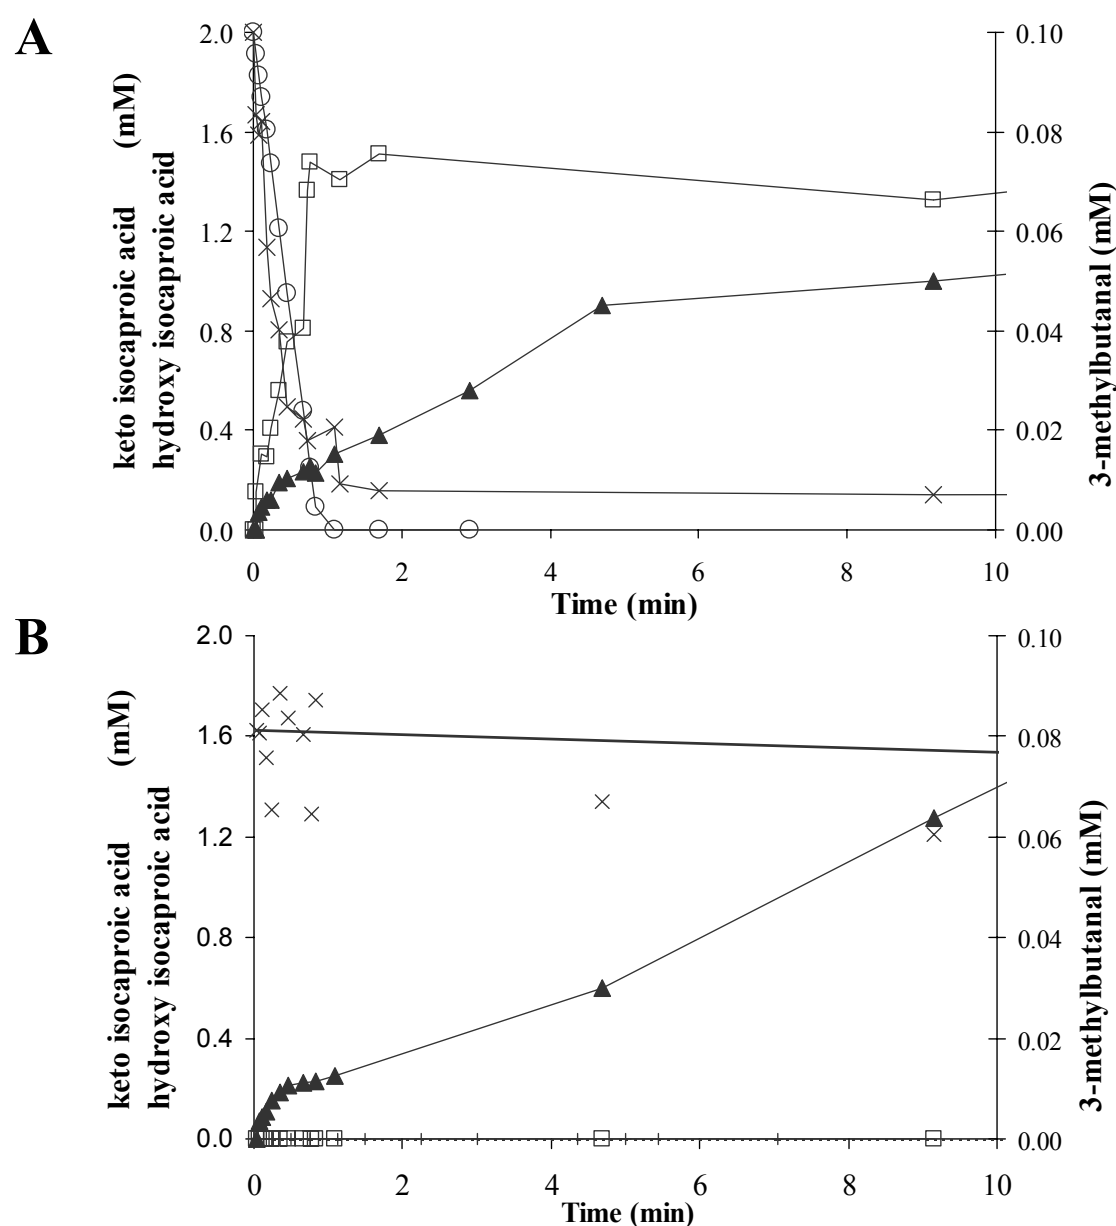 A
2.0
1.6
1.2
0.8
0.4
0.0
keto isocaproic acid (mM)
hydroxy isocaproic acid
0.10
0.08
0.06
0.04
0.02
0.00
3-methylbutanal (mM)
0 2 4 6 8 10
Time (min)
B
2.0
1.6
1.2
0.8
0.4
0.0
keto isocaproic acid (mM)
hydroxy isocaproic acid
0.10
0.08
0.06
0.04
0.02
0.00
3-methylbutanal (mM)
0 2 4 6 8 10
Time (min)